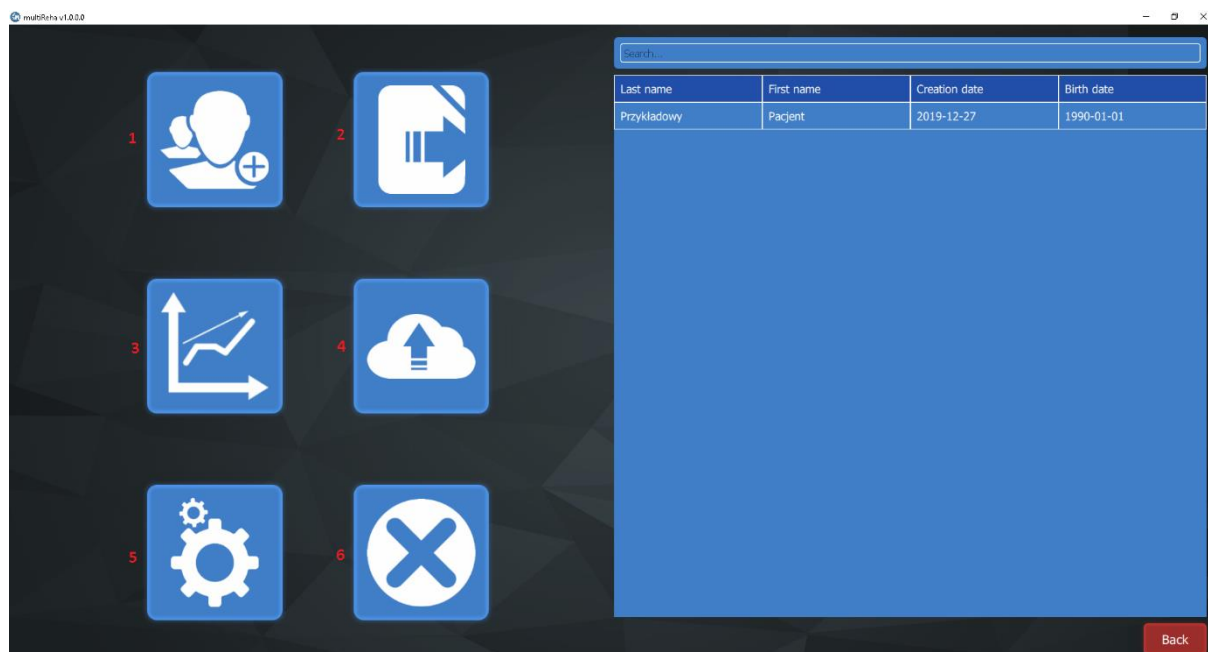 multiReha v1.0.0.0
Search...
Last name First name Creation date Birth date
Przykładowy Pacjent 2019-12-27 1990-01-01
1 2
3 4
5 6
Back